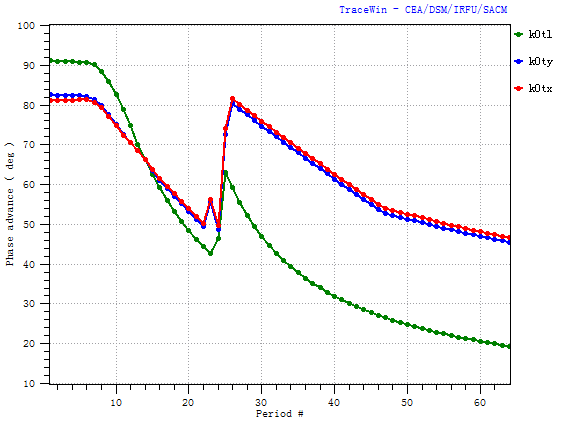 TraceWin - CEA/DSM/IRFU/SACM
100
90
80
70
60
50
40
30
20
10
Phase advance ( deg )
10 20 30 40 50 60
Period #
k0tl
k0ty
k0tx